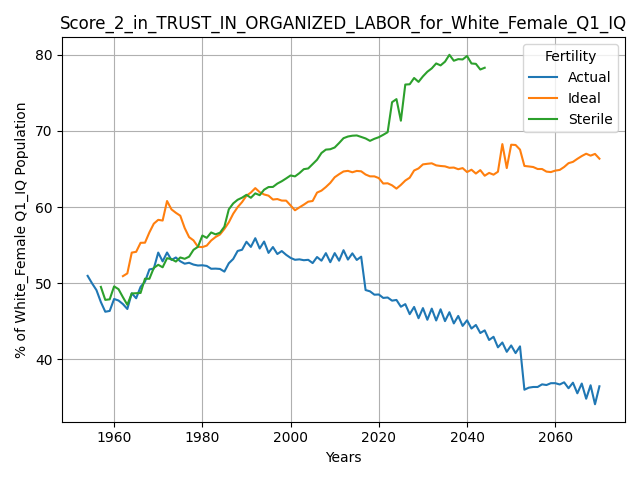 Score_2_in_TRUST_IN_ORGANIZED_LABOR_for_White_Female_Q1_IQ
% of White_Female Q1_IQ Population
80
70
60
50
40
Fertility
Actual
Ideal
Sterile
1960
1980
2000
2020
2040
2060
Years